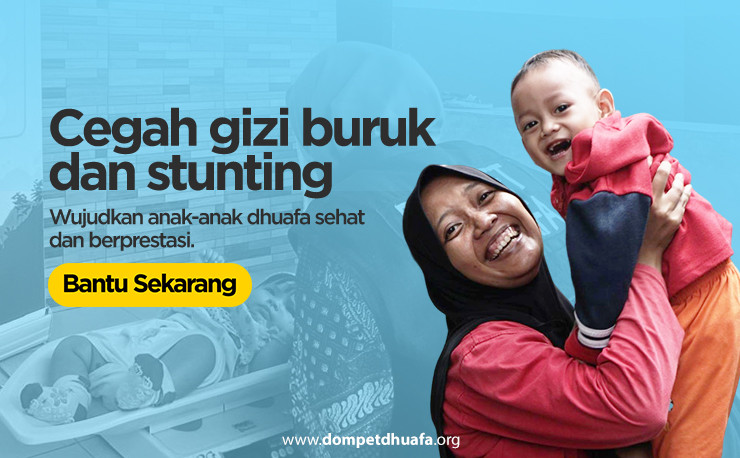 Cegah gizi buruk
dan stunting
Wujudkan anak-anak dhuafa sehat
dan berprestasi.
Bantu Sekarang
www.dompetdhuafa.org